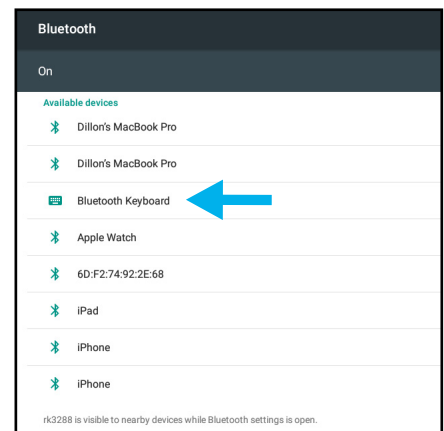 Bluetooth
On
Available devices
Dillon's MacBook Pro
Dillon's MacBook Pro
Bluetooth Keyboard
Apple Watch
6D:F2:74:92:2E:68
iPad
iPhone
iPhone
rk3288 is visible to nearby devices while Bluetooth settings is open.